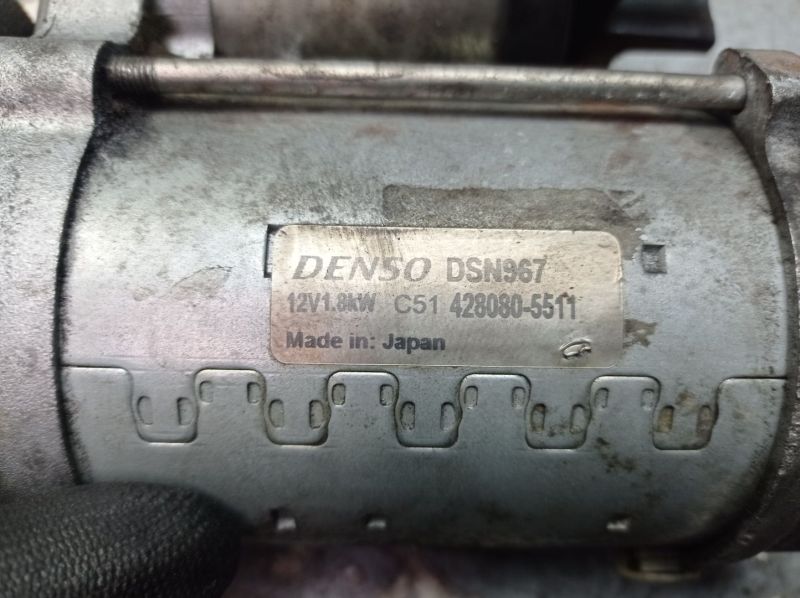 DENSO DSN967
12V1.8kW C51 428080-5511
Made in: Japan